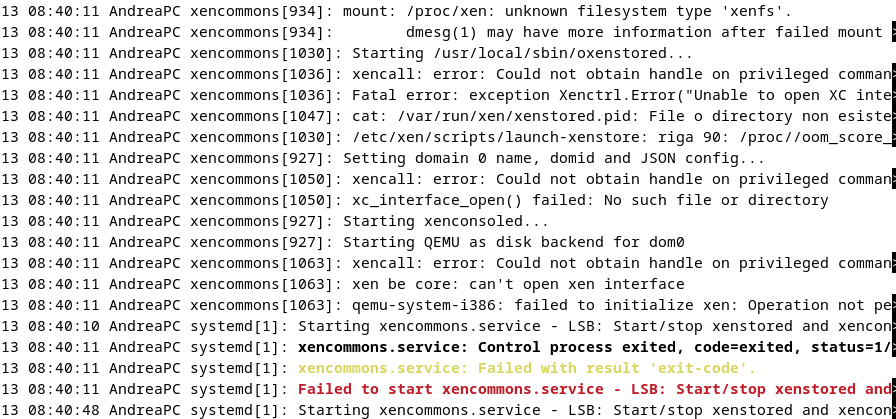 13 08:40:11 AndreaPC xencommons[934]: mount: /proc/xen: unknown filesystem type 'xenfs'.
13 08:40:11 AndreaPC xencommons[934]:        dmesg(1) may have more information after failed mount >
13 08:40:11 AndreaPC xencommons[1030]: Starting /usr/local/sbin/oxenstored...
13 08:40:11 AndreaPC xencommons[1036]: xencall: error: Could not obtain handle on privileged comman>
13 08:40:11 AndreaPC xencommons[1036]: Fatal error: exception Xenctrl.Error("Unable to open XC inte>
13 08:40:11 AndreaPC xencommons[1047]: cat: /var/run/xen/xenstored.pid: File o directory non esiste>
13 08:40:11 AndreaPC xencommons[1030]: /etc/xen/scripts/launch-xenstore: riga 90: /proc//oom_score_>
13 08:40:11 AndreaPC xencommons[927]: Setting domain 0 name, domid and JSON config...
13 08:40:11 AndreaPC xencommons[1050]: xencall: error: Could not obtain handle on privileged comman>
13 08:40:11 AndreaPC xencommons[1050]: xc_interface_open() failed: No such file or directory
13 08:40:11 AndreaPC xencommons[927]: Starting xenconsoled...
13 08:40:11 AndreaPC xencommons[927]: Starting QEMU as disk backend for dom0
13 08:40:11 AndreaPC xencommons[1063]: xencall: error: Could not obtain handle on privileged comman>
13 08:40:11 AndreaPC xencommons[1063]: xen be core: can't open xen interface
13 08:40:11 AndreaPC xencommons[1063]: qemu-system-i386: failed to initialize xen: Operation not pe>
13 08:40:10 AndreaPC systemd[1]: Starting xencommons.service - LSB: Start/stop xenstored and xencon>
13 08:40:11 AndreaPC systemd[1]: xencommons.service: Control process exited, code=exited, status=1/>
13 08:40:11 AndreaPC systemd[1]: xencommons.service: Failed with result 'exit-code'.
13 08:40:11 AndreaPC systemd[1]: Failed to start xencommons.service - LSB: Start/stop xenstored and>
13 08:40:48 AndreaPC systemd[1]: Starting xencommons.service - LSB: Start/stop xenstored and xencon>